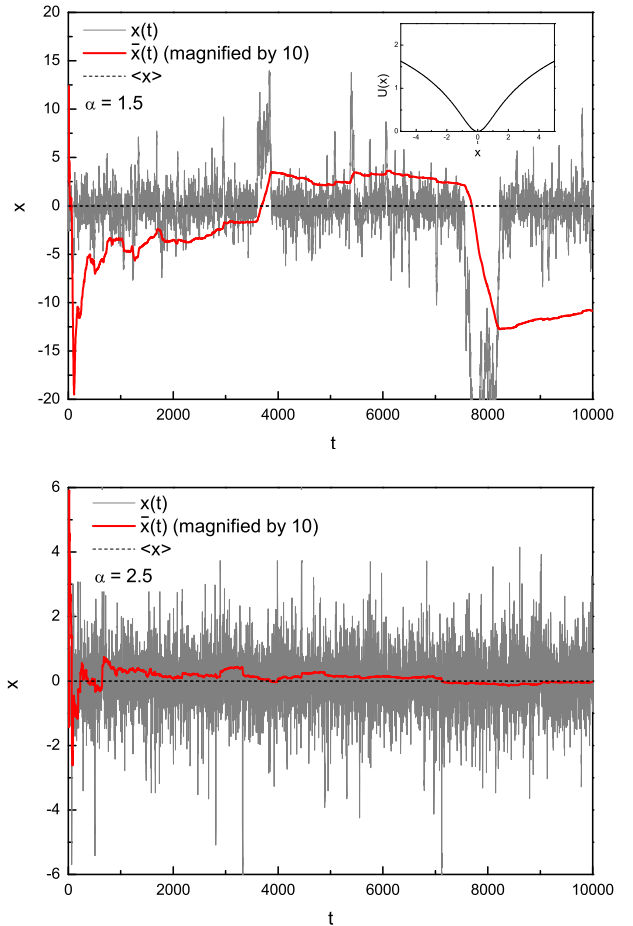 x(t)
x̄(t) (magnified by 10)
<x>
α = 1.5
20
15
10
5
0
-5
-10
-15
-20
x
0
2000
4000
6000
8000
10000
t
2
1
0
U(x)
-4
-2
0
2
4
x
x(t)
x̄(t) (magnified by 10)
<x>
α = 2.5
6
4
2
0
-2
-4
-6
x
0
2000
4000
6000
8000
10000
t